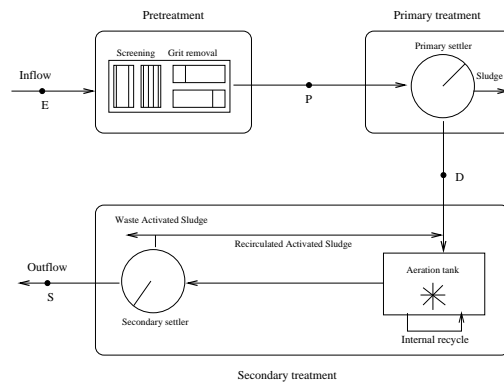 Pretreatment
Primary treatment
Screening
Grit removal
Primary settler
Inflow
Sludge
E
P
D
Waste Activated Sludge
Recirculated Activated Sludge
Outflow
Aeration tank
S
Secondary settler
Internal recycle
Secondary treatment